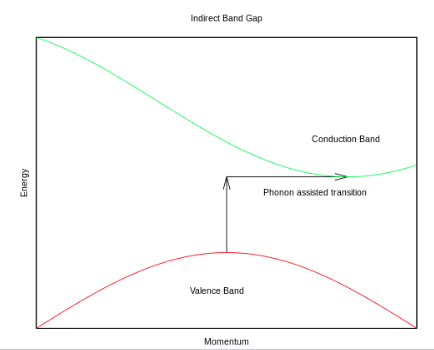 Indirect Band Gap
Conduction Band
Energy
Phonon assisted transition
Valence Band
Momentum